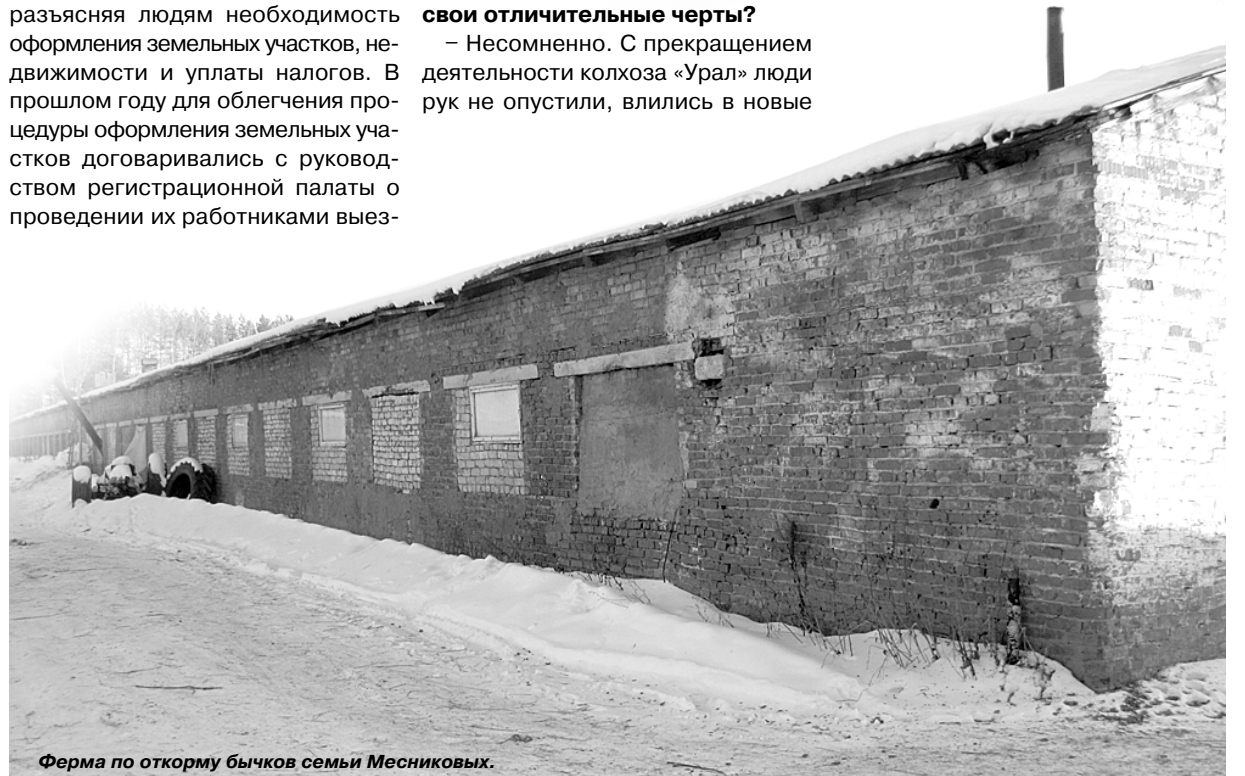 разъясняя людям необходимость
оформления земельных участков, не-
движимости и уплаты налогов. В
прошлом году для облегчения про-
цедуры оформления земельных уча-
стков договаривались с руковод-
ством регистрационной палаты о
проведении их работниками выез-
свои отличительные черты?
– Несомненно. С прекращением
деятельности колхоза «Урал» люди
рук не опустили, влились в новые
Ферма по откорму бычков семьи Месниковых.